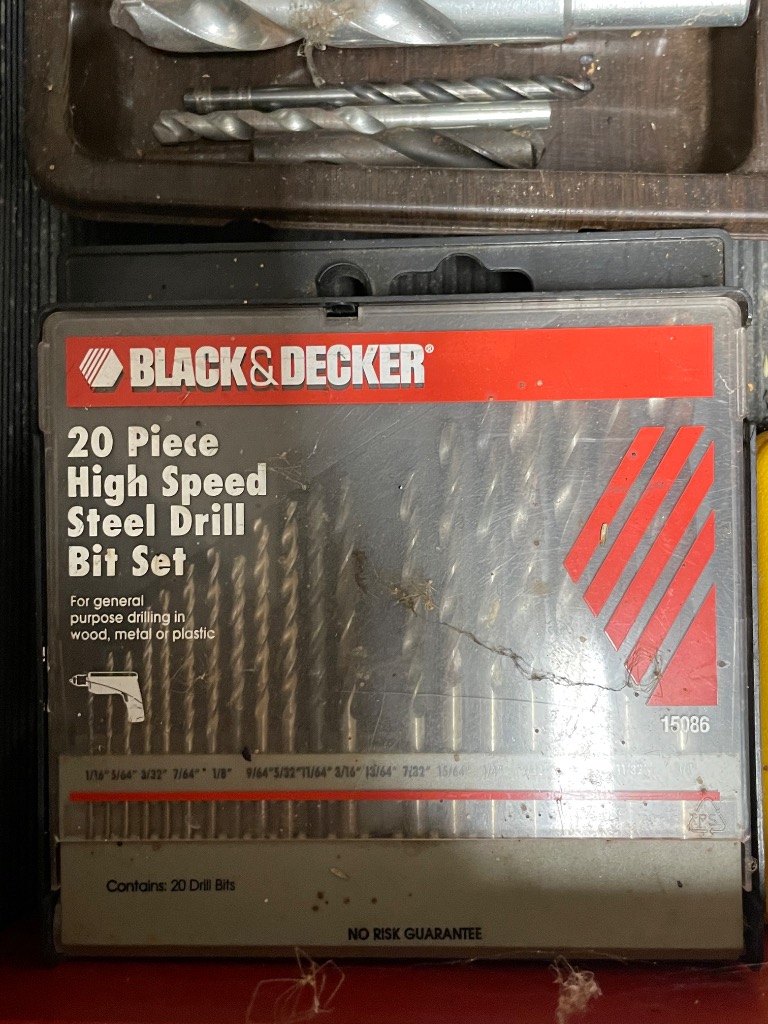 BLACK&DECKER®
20 Piece
High Speed
Steel Drill
Bit Set
For general
purpose drilling in
wood, metal or plastic
15086
1/16" 5/64" 3/32" 7/64" 1/8" 9/64" 5/32" 11/64" 3/16" 13/64" 7/32" 15/64"
Contains: 20 Drill Bits
NO RISK GUARANTEE